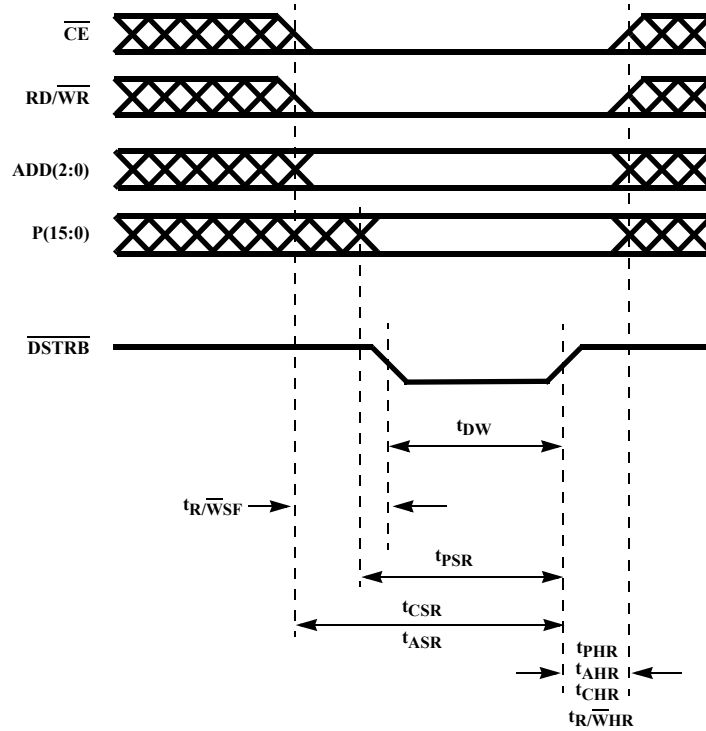 CE
RD/WR
ADD(2:0)
P(15:0)
DSTRB
tDW
tR/WSF
tPSR
tCSR
tASR
tPHR
tAHR
tCHR
tR/WHR